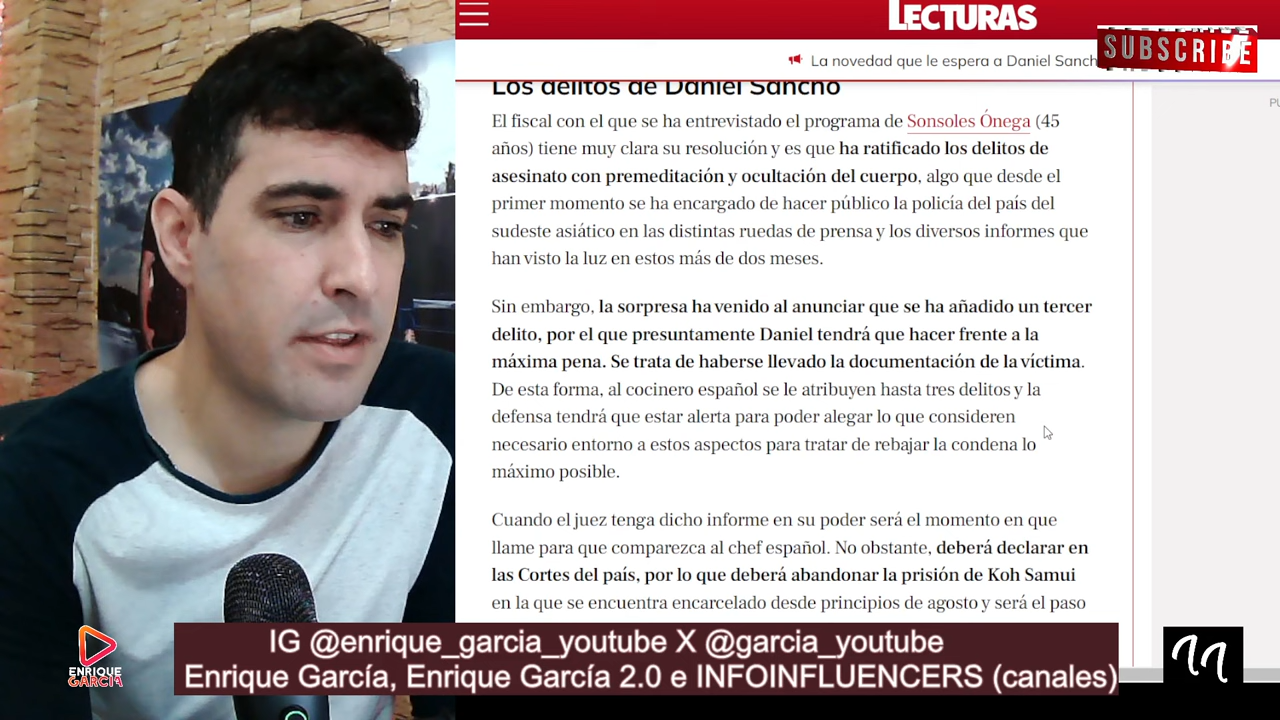 LECTURAS
SUBSCRIBE
La novedad que le espera a Daniel Sanch
Los delitos de Daniel Sancho
El fiscal con el que se ha entrevistado el programa de Sonsoles Ónega (45
años) tiene muy clara su resolución y es que ha ratificado los delitos de
asesinato con premeditación y ocultación del cuerpo, algo que desde el
primer momento se ha encargado de hacer público la policía del país del
sudeste asiático en las distintas ruedas de prensa y los diversos informes que
han visto la luz en estos más de dos meses.
Sin embargo, la sorpresa ha venido al anunciar que se ha añadido un tercer
delito, por el que presuntamente Daniel tendrá que hacer frente a la
máxima pena. Se trata de haberse llevado la documentación de la víctima.
De esta forma, al cocinero español se le atribuyen hasta tres delitos y la
defensa tendrá que estar alerta para poder alegar lo que consideren
necesario entorno a estos aspectos para tratar de rebajar la condena lo
máximo posible.
Cuando el juez tenga dicho informe en su poder será el momento en que
llame para que comparezca al chef español. No obstante, deberá declarar en
las Cortes del país, por lo que deberá abandonar la prisión de Koh Samui
en la que se encuentra encarcelado desde principios de agosto y será el paso
PU
IG @enrique_garcia_youtube X @garcia_youtube
Enrique García, Enrique García 2.0 e INFOINFLUENCERS (canales)
ENRIQUE
GARCÍA